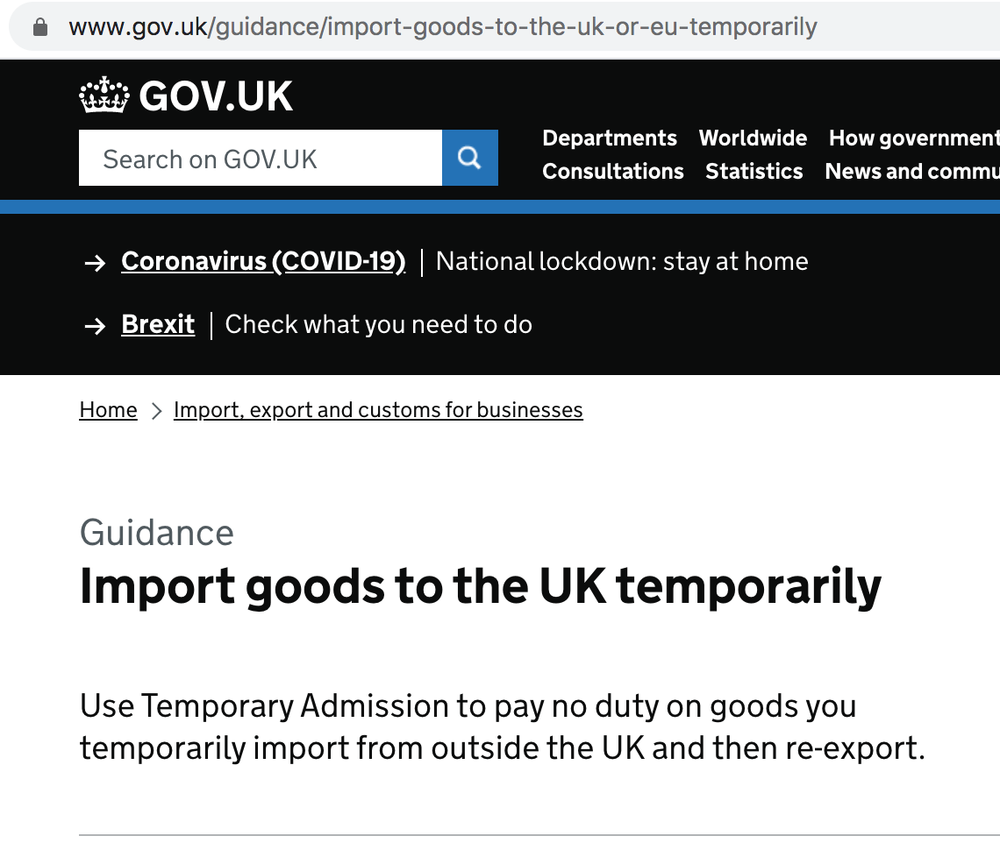 www.gov.uk/guidance/import-goods-to-the-uk-or-eu-temporarily
GOV.UK
Search on GOV.UK
Departments Worldwide How government
Consultations Statistics News and commu
→ Coronavirus (COVID-19) | National lockdown: stay at home
→ Brexit | Check what you need to do
Home > Import, export and customs for businesses
Guidance
Import goods to the UK temporarily
Use Temporary Admission to pay no duty on goods you
temporarily import from outside the UK and then re-export.